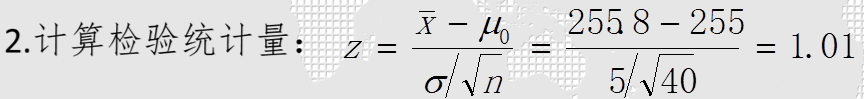 2.计算检验统计量： z = (x̄ − μ₀) / (σ/√n) = (255.8 − 255) / (5/√40) = 1.01